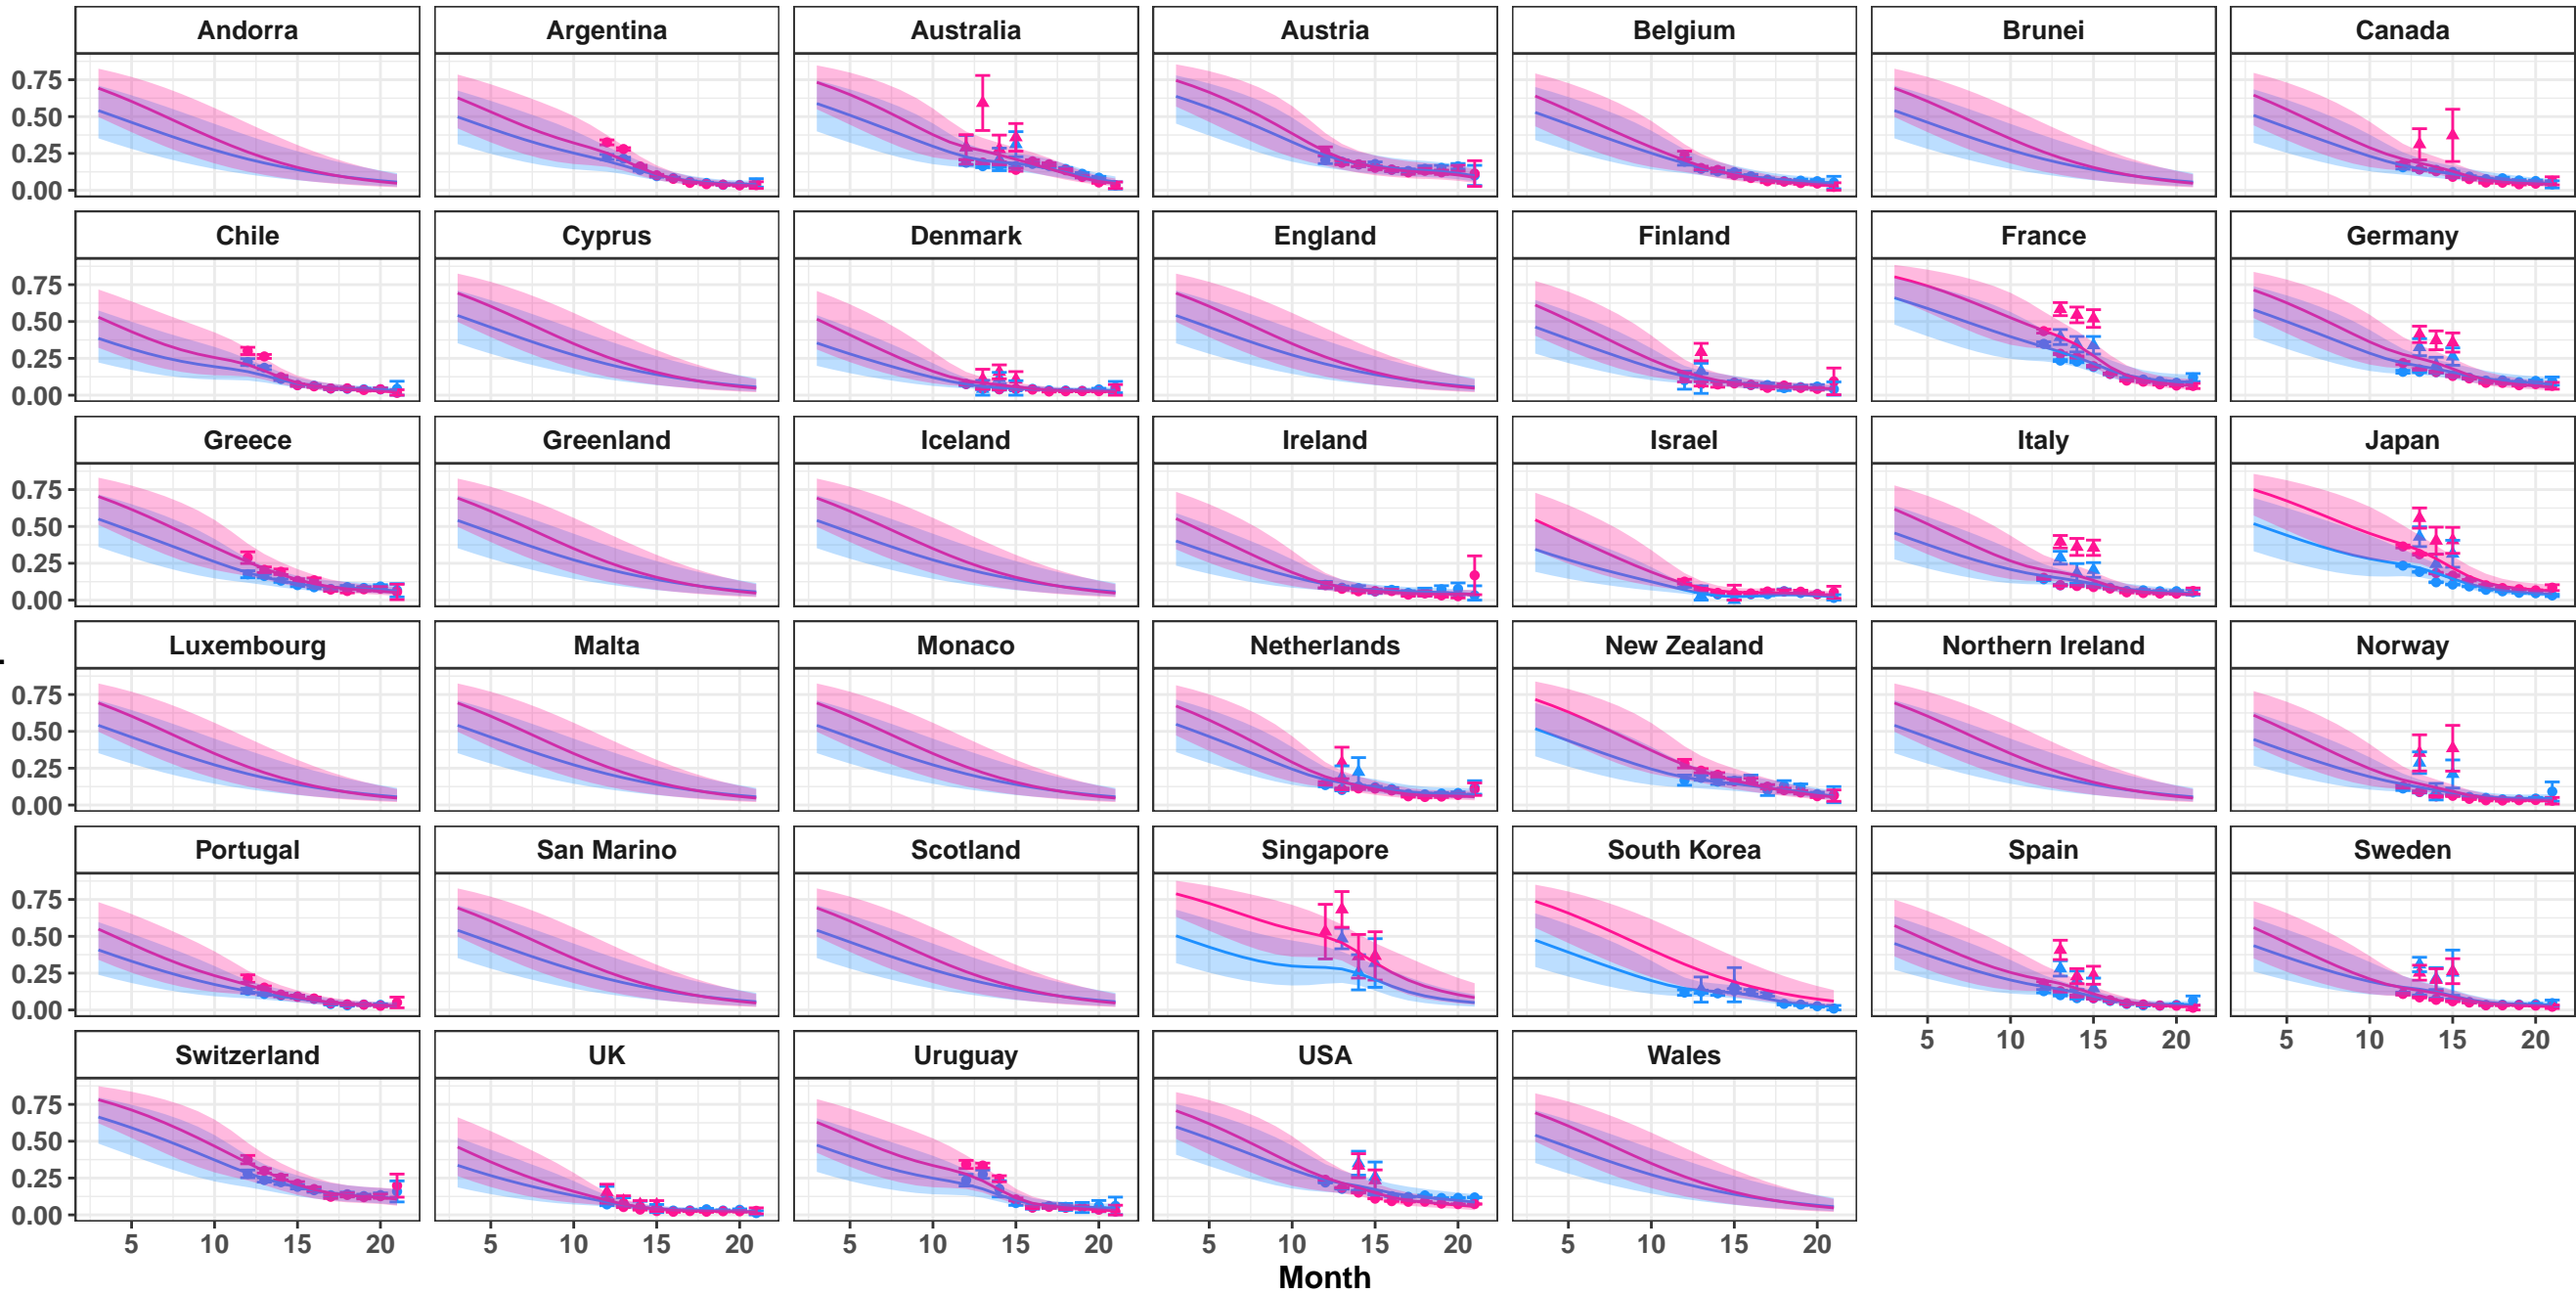 Andorra Argentina Australia Austria Belgium Brunei Canada
0.75
0.50
0.25
0.00
Chile Cyprus Denmark England Finland France Germany
0.75
0.50
0.25
0.00
Greece Greenland Iceland Ireland Israel Italy Japan
0.75
0.50
0.25
0.00
Luxembourg Malta Monaco Netherlands New Zealand Northern Ireland Norway
0.75
0.50
0.25
0.00
Portugal San Marino Scotland Singapore South Korea Spain Sweden
0.75
0.50
0.25
0.00
5 10 15 20 5 10 15 20
Switzerland UK Uruguay USA Wales
0.75
0.50
0.25
0.00
5 10 15 20 5 10 15 20 5 10 15 20 5 10 15 20 5 10 15 20
Month